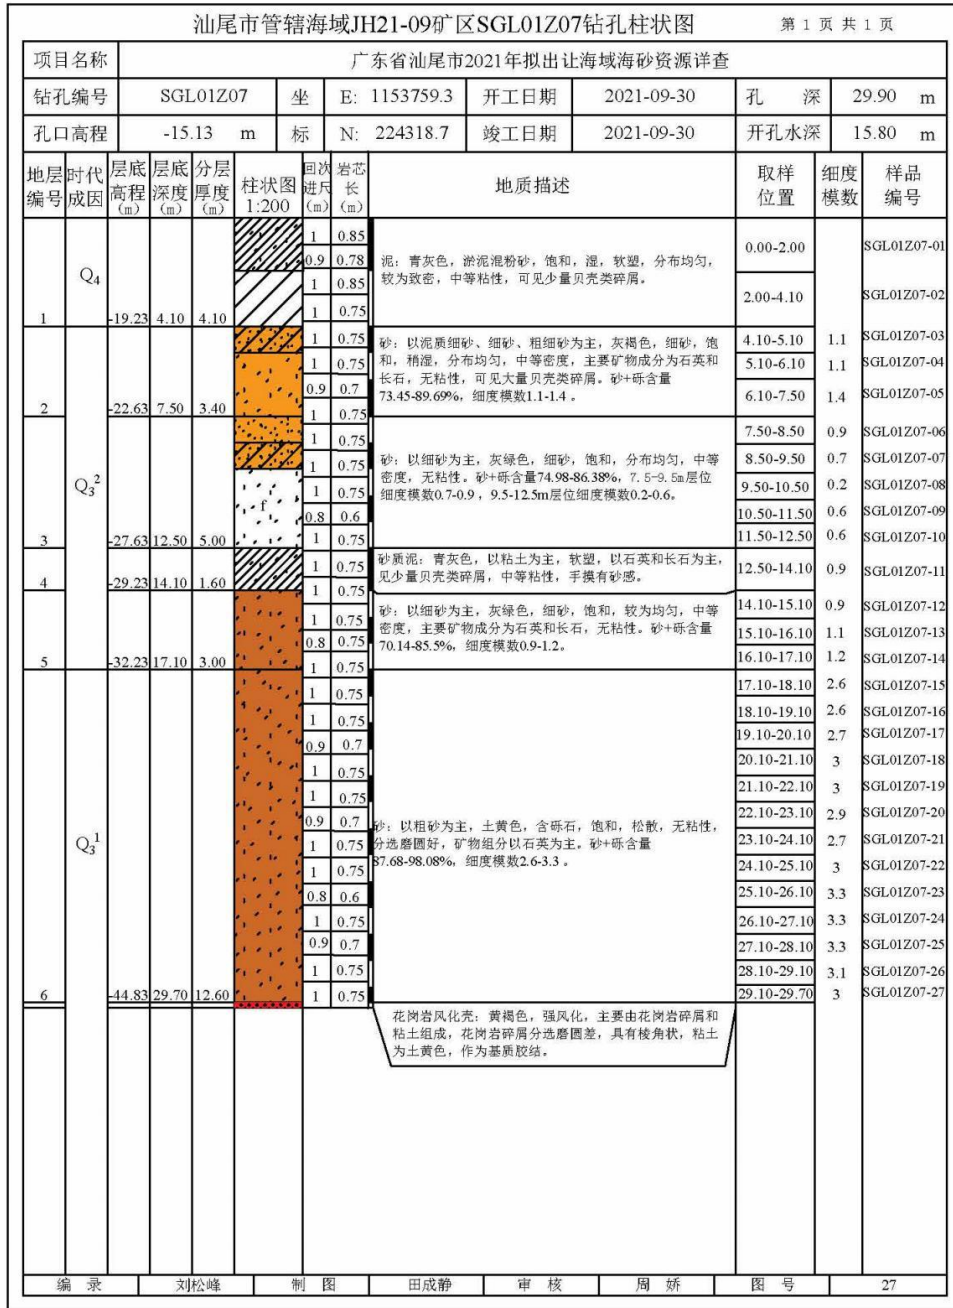 汕尾市管辖海域JH21-09矿区SGL01Z07钻孔柱状图 第 1 页 共 1 页
项目名称 广东省汕尾市2021年拟出让海域海砂资源详查
钻孔编号 SGL01Z07 坐 E: 1153759.3 开工日期 2021-09-30 孔 深 29.90 m
孔口高程 -15.13 m 标 N: 224318.7 竣工日期 2021-09-30 开孔水深 15.80 m
地层编号 时代成因 层底高程(m) 层底深度(m) 分层厚度(m) 柱状图1:200 回次进尺(m) 岩芯长(m) 地质描述 取样位置 细度模数 样品编号
Q4
1 -19.23 4.10 4.10
1 0.85
0.9 0.78
1 0.85
1 0.75
泥：青灰色，淤泥混粉砂，饱和，湿，软塑，分布均匀，
较为致密，中等粘性，可见少量贝壳类碎屑。
0.00-2.00 SGL01Z07-01
2.00-4.10 SGL01Z07-02
2 -22.63 7.50 3.40
1 0.75
1 0.75
0.9 0.7
1 0.75
砂：以泥质细砂、细砂、粗细砂为主，灰褐色，细砂，饱
和，稍湿，分布均匀，中等密度，主要矿物成分为石英和
长石，无粘性，可见大量贝壳类碎屑。砂+砾含量
73.45-89.69%，细度模数1.1-1.4 。
4.10-5.10 1.1 SGL01Z07-03
5.10-6.10 1.1 SGL01Z07-04
6.10-7.50 1.4 SGL01Z07-05
Q3²
3 -27.63 12.50 5.00
f
1 0.75
1 0.75
1 0.75
0.8 0.6
1 0.75
砂：以细砂为主，灰绿色，细砂，饱和，分布均匀，中等
密度，无粘性。砂+砾含量74.98-86.38%，7.5-9.5m层位
细度模数0.7-0.9 ，9.5-12.5m层位细度模数0.2-0.6。
7.50-8.50 0.9 SGL01Z07-06
8.50-9.50 0.7 SGL01Z07-07
9.50-10.50 0.2 SGL01Z07-08
10.50-11.50 0.6 SGL01Z07-09
11.50-12.50 0.6 SGL01Z07-10
4 -29.23 14.10 1.60
1 0.75
1 0.75
砂质泥：青灰色，以粘土为主，软塑，以石英和长石为主，
见少量贝壳类碎屑，中等粘性，手摸有砂感。
12.50-14.10 0.9 SGL01Z07-11
5 -32.23 17.10 3.00
1 0.75
0.8 0.75
1 0.75
砂：以细砂为主，灰绿色，细砂，饱和，较为均匀，中等
密度，主要矿物成分为石英和长石，无粘性。砂+砾含量
70.14-85.5%，细度模数0.9-1.2。
14.10-15.10 0.9 SGL01Z07-12
15.10-16.10 1.1 SGL01Z07-13
16.10-17.10 1.2 SGL01Z07-14
Q3¹
6 -44.83 29.70 12.60
1 0.75
1 0.75
0.9 0.7
1 0.75
1 0.75
0.9 0.7
1 0.75
1 0.75
0.8 0.6
1 0.75
0.9 0.7
1 0.75
1 0.75
砂：以粗砂为主，土黄色，含砾石，饱和，松散，无粘性，
分选磨圆好，矿物组分以石英为主。砂+砾含量
87.68-98.08%，细度模数2.6-3.3 。
17.10-18.10 2.6 SGL01Z07-15
18.10-19.10 2.6 SGL01Z07-16
19.10-20.10 2.7 SGL01Z07-17
20.10-21.10 3 SGL01Z07-18
21.10-22.10 3 SGL01Z07-19
22.10-23.10 2.9 SGL01Z07-20
23.10-24.10 2.7 SGL01Z07-21
24.10-25.10 3 SGL01Z07-22
25.10-26.10 3.3 SGL01Z07-23
26.10-27.10 3.3 SGL01Z07-24
27.10-28.10 3.3 SGL01Z07-25
28.10-29.10 3.1 SGL01Z07-26
29.10-29.70 3 SGL01Z07-27
花岗岩风化壳：黄褐色，强风化，主要由花岗岩碎屑和
粘土组成，花岗岩碎屑分选磨圆差，具有棱角状，粘土
为土黄色，作为基质胶结。
编 录 刘松峰 制 图 田成静 审 核 周 娇 图 号 27